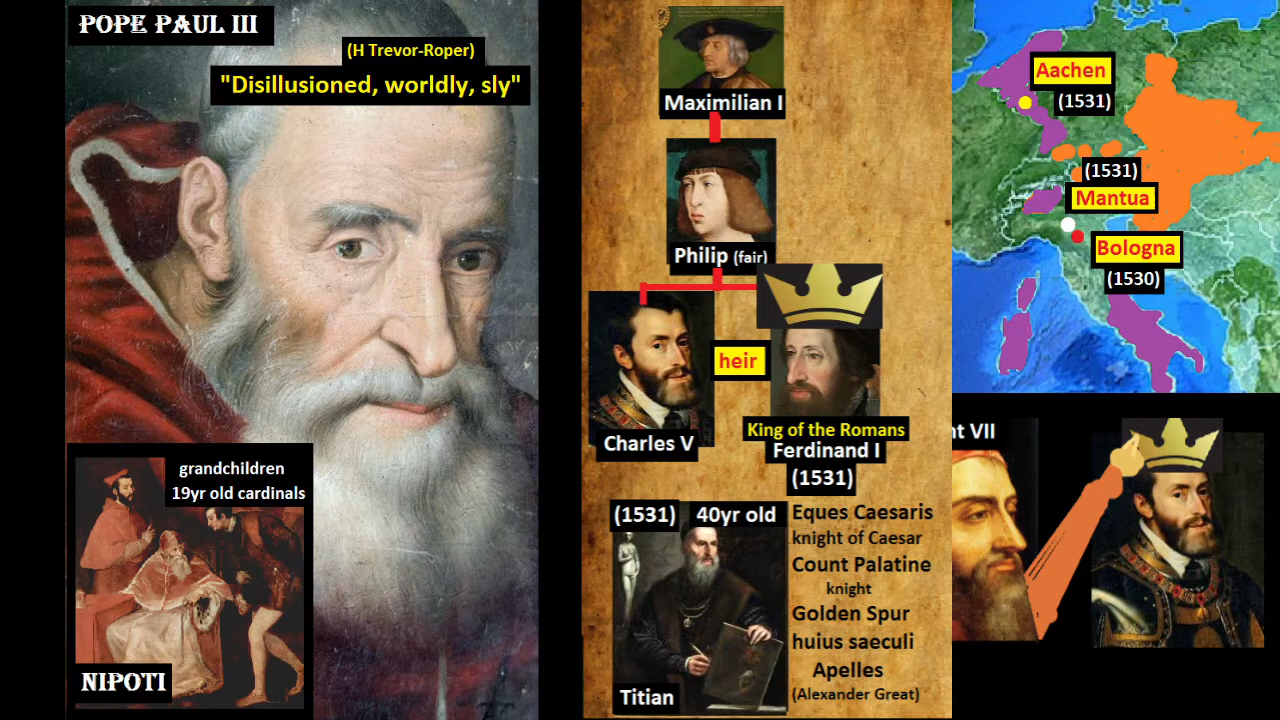 POPE PAUL III
(H Trevor-Roper)
"Disillusioned, worldly, sly"
grandchildren
19yr old cardinals
NIPOTI
Maximilian I
Philip (fair)
heir
Charles V
King of the Romans
Ferdinand I
(1531)
(1531) 40yr old
Titian
Eques Caesaris
knight of Caesar
Count Palatine
knight
Golden Spur
huius saeculi
Apelles
(Alexander Great)
Aachen
(1531)
(1531)
Mantua
Bologna
(1530)
nt VII